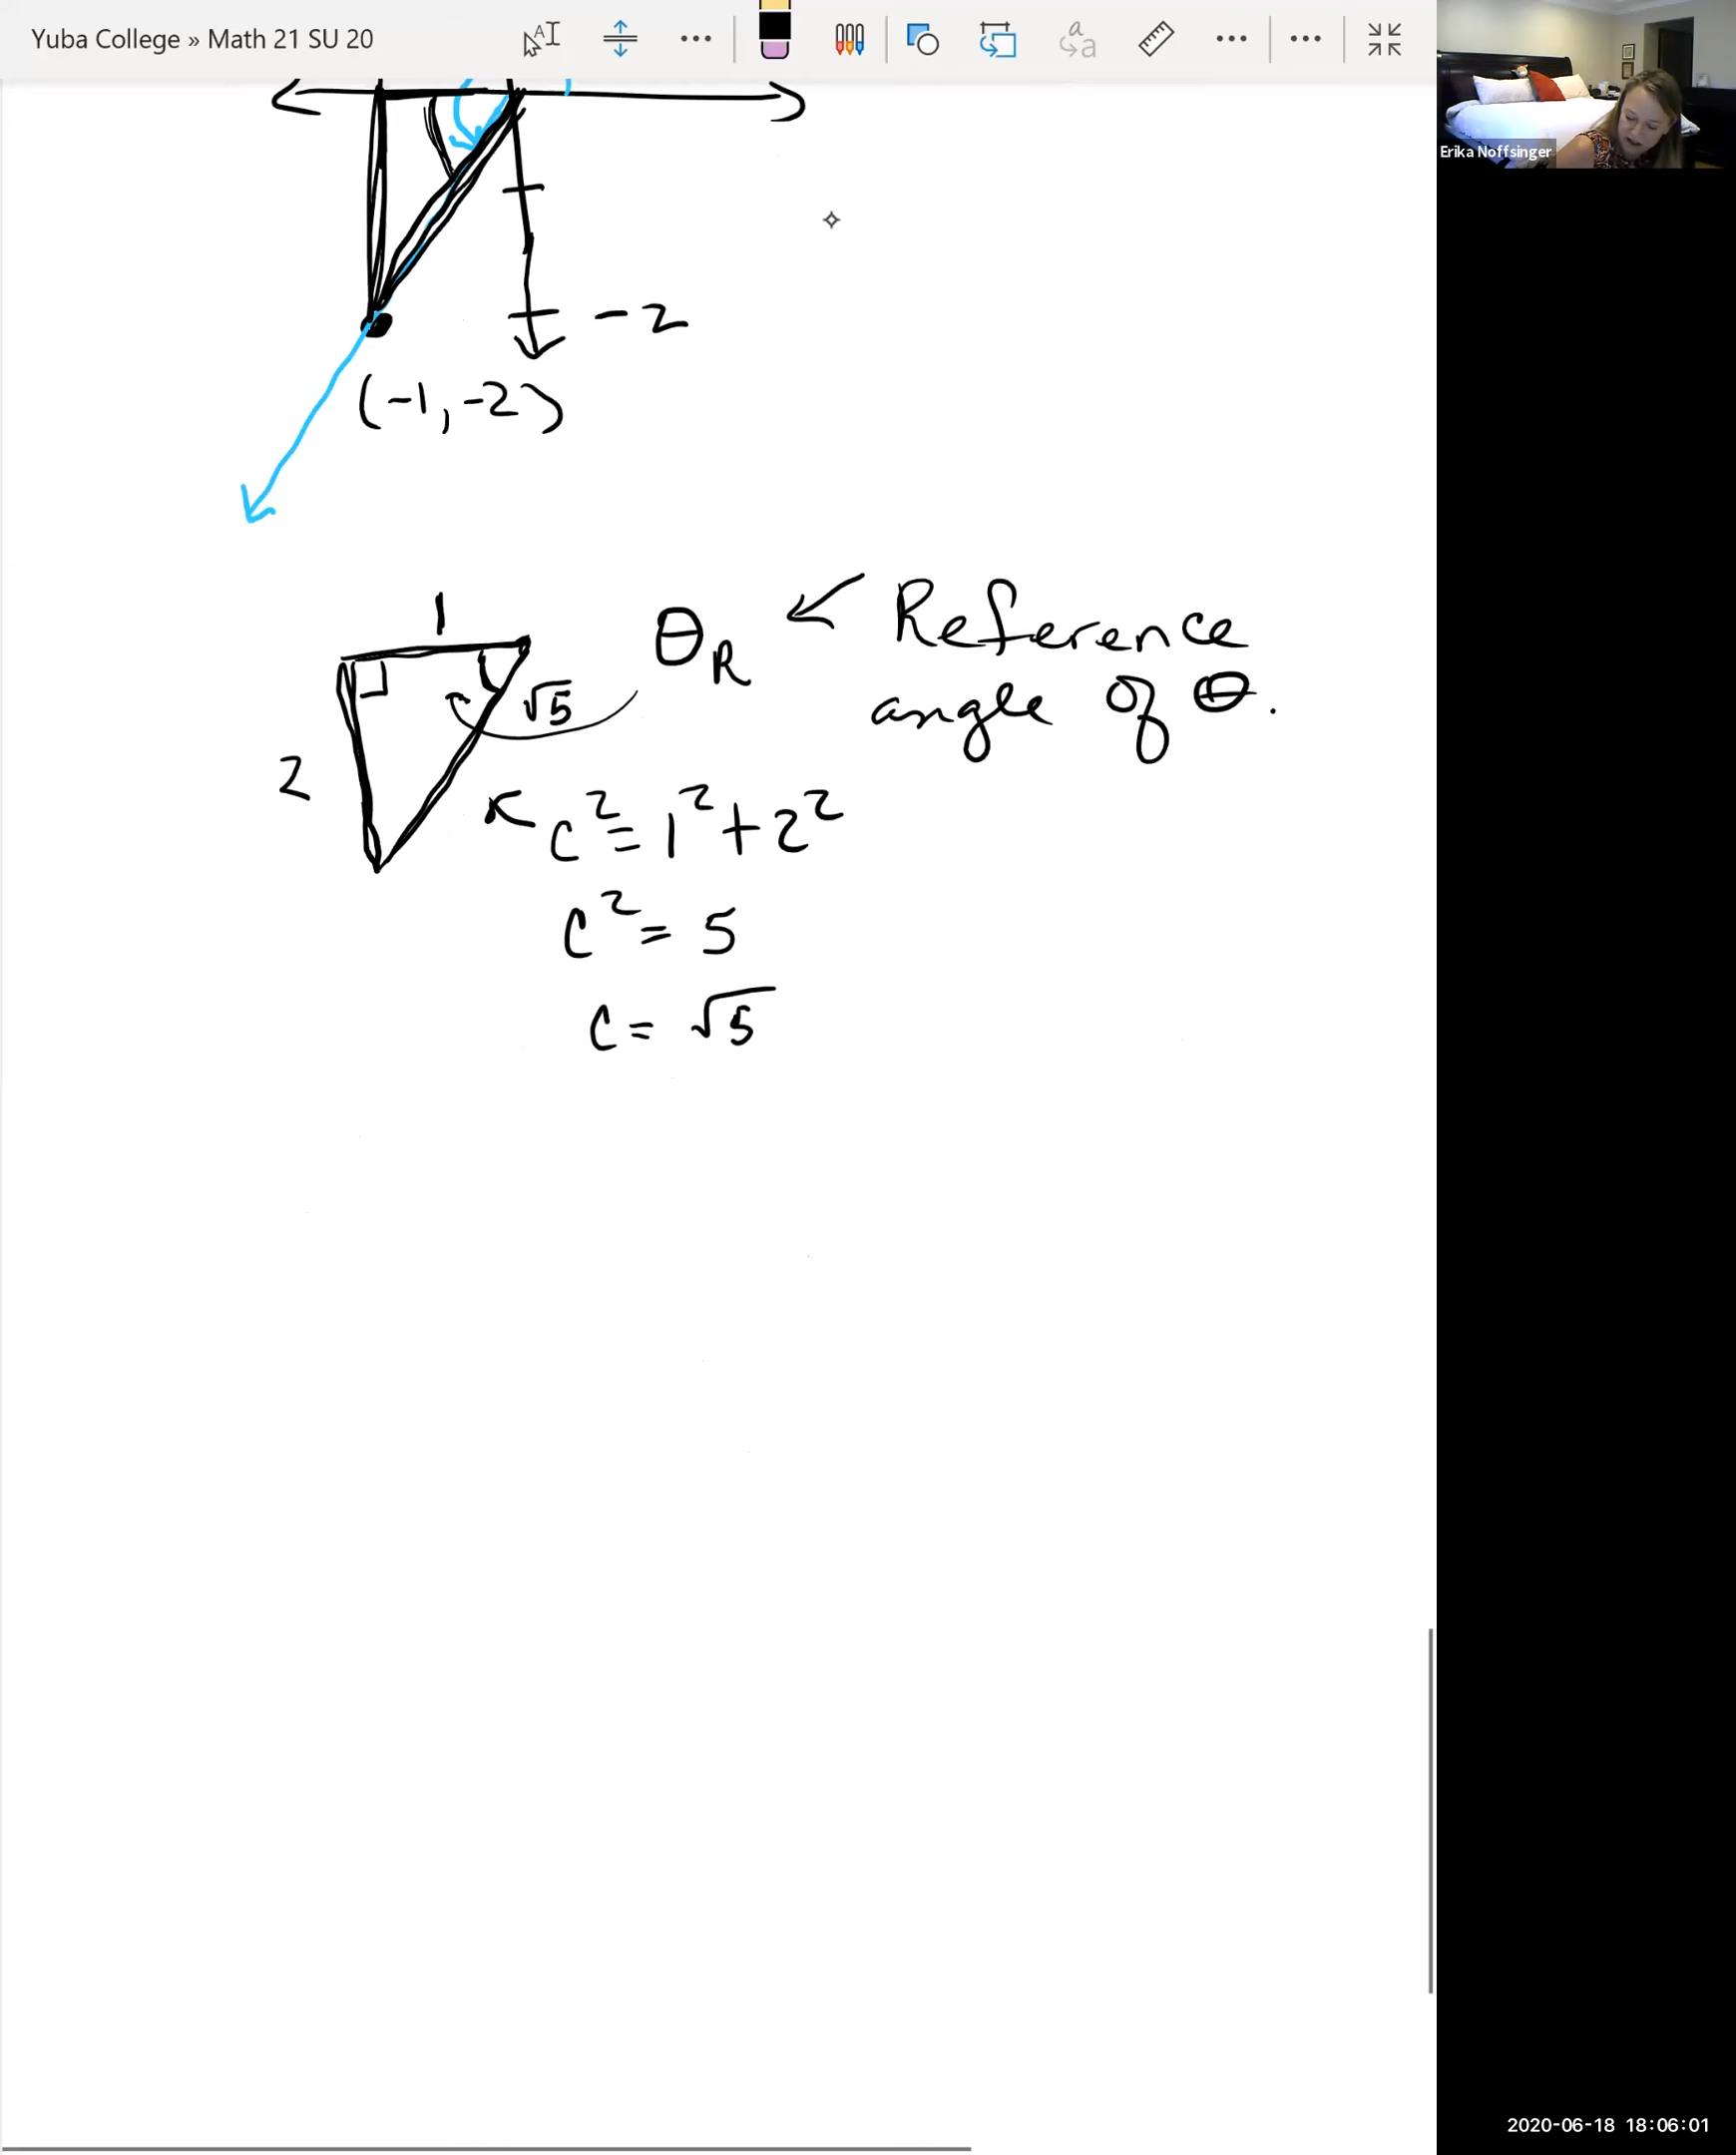 Yuba College » Math 21 SU 20
Erika Noffsinger
-2
(-1, -2)
1
θR ← Reference
angle of θ.
√5
2
c² = 1² + 2²
c² = 5
c = √5
2020-06-18 18:06:01